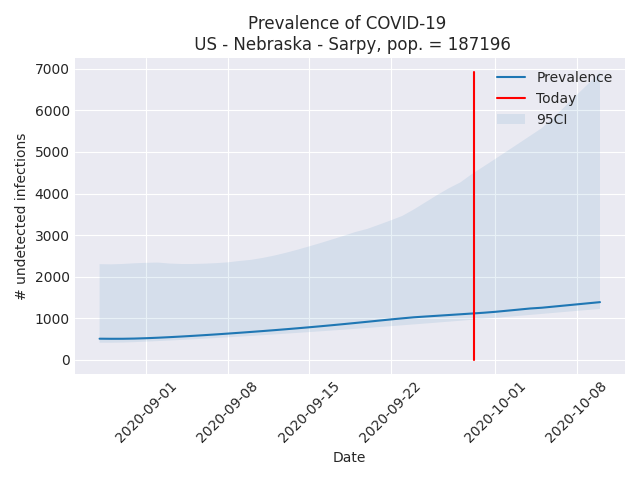 Prevalence of COVID-19
US - Nebraska - Sarpy, pop. = 187196
7000
6000
5000
4000
3000
2000
1000
0
# undetected infections
Prevalence
Today
95CI
2020-09-01
2020-09-08
2020-09-15
2020-09-22
2020-10-01
2020-10-08
Date